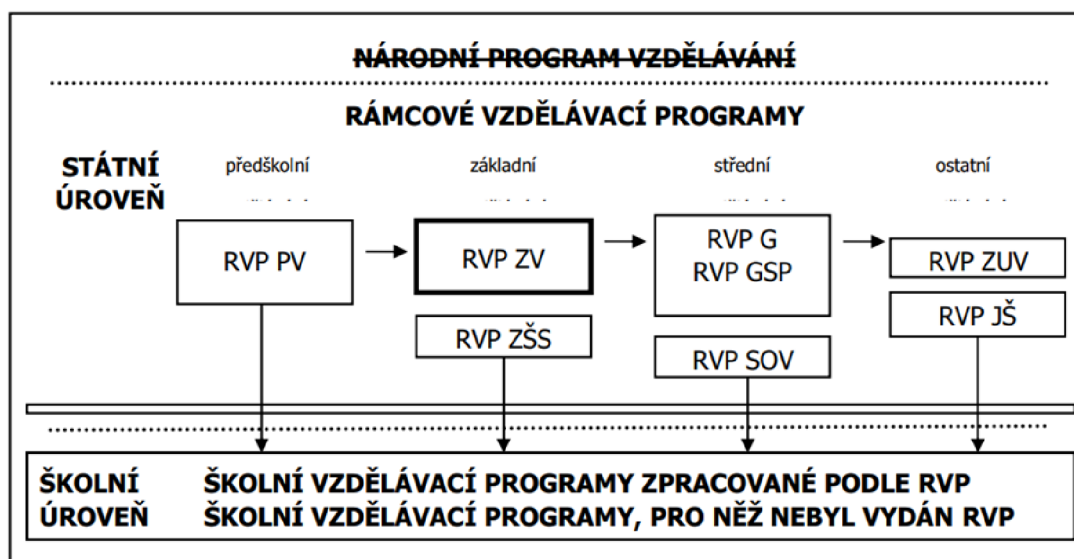 NÁRODNÍ PROGRAM VZDĚLÁVÁNÍ
RÁMCOVÉ VZDĚLÁVACÍ PROGRAMY
STÁTNÍ
ÚROVEŇ
předškolní
základní
střední
ostatní
RVP PV
RVP ZV
RVP ZŠS
RVP G
RVP GSP
RVP SOV
RVP ZUV
RVP JŠ
ŠKOLNÍ ŠKOLNÍ VZDĚLÁVACÍ PROGRAMY ZPRACOVANÉ PODLE RVP
ÚROVEŇ ŠKOLNÍ VZDĚLÁVACÍ PROGRAMY, PRO NĚŽ NEBYL VYDÁN RVP